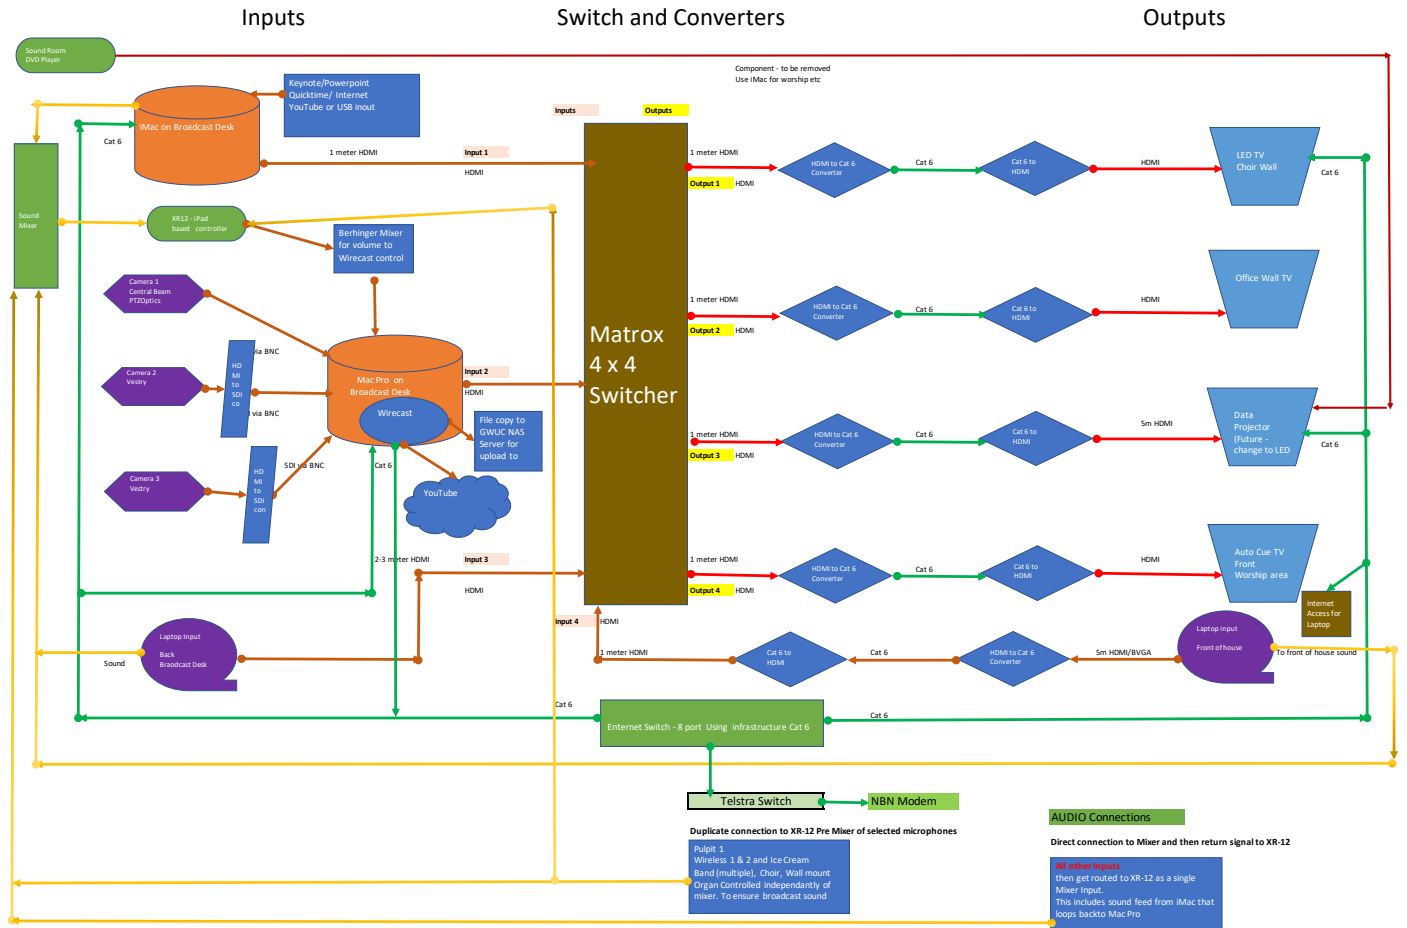 Inputs
Switch and Converters
Outputs
Sound Room
DVD Player
Component - to be removed
Use iMac for worship etc
Keynote/Powerpoint
Quicktime/ Internet
YouTube or USB inout
iMac on Broadcast Desk
Cat 6
1 meter HDMI
Input 1
HDMI
Inputs
Outputs
1 meter HDMI
Output 1
HDMI
HDMI to Cat 6
Converter
Cat 6
Cat 6 to
HDMI
HDMI
LED TV
Choir Wall
Cat 6
Sound
Mixer
XR12 - iPad
based controller
Berhinger Mixer
for volume to
Wirecast control
Camera 1
Central Beam
PTZOptics
via BNC
Camera 2
Vestry
HD
MI
to
SDI
co
I via BNC
Mac Pro on
Broadcast Desk
Wirecast
Input 2
HDMI
File copy to
GWUC NAS
Server for
upload to
Camera 3
Vestry
HD
MI
to
SDI
con
SDI via BNC
Cat 6
YouTube
Matrox
4 x 4
Switcher
1 meter HDMI
Output 2
HDMI
HDMI to Cat 6
Converter
Cat 6
Cat 6 to
HDMI
HDMI
Office Wall TV
1 meter HDMI
Output 3
HDMI
HDMI to Cat 6
Converter
Cat 6
Cat 6 to
HDMI
5m HDMI
Data
Projector
(Future -
change to LED
Cat 6
2-3 meter HDMI
Input 3
HDMI
1 meter HDMI
Output 4
HDMI
HDMI to Cat 6
Converter
Cat 6
Cat 6 to
HDMI
HDMI
Auto Cue TV
Front
Worship area
Internet
Access for
Laptop
Laptop Input
Back
Braodcast Desk
Sound
Input 4
HDMI
1 meter HDMI
Cat 6 to
HDMI
Cat 6
HDMI to Cat 6
Converter
5m HDMI/BVGA
Laptop input
Front of house
To front of house sound
Cat 6
Enternet Switch - 8 port Using infrastructure Cat 6
Cat 6
Telstra Switch
NBN Modem
Duplicate connection to XR-12 Pre Mixer of selected microphones
Pulpit 1
Wireless 1 & 2 and Ice Cream
Band (multiple), Choir, Wall mount
Organ Controlled independantly of
mixer. To ensure broadcast sound
AUDIO Connections
Direct connection to Mixer and then return signal to XR-12
All other Inputs
then get routed to XR-12 as a single
Mixer Input.
This includes sound feed from iMac that
loops backto Mac Pro